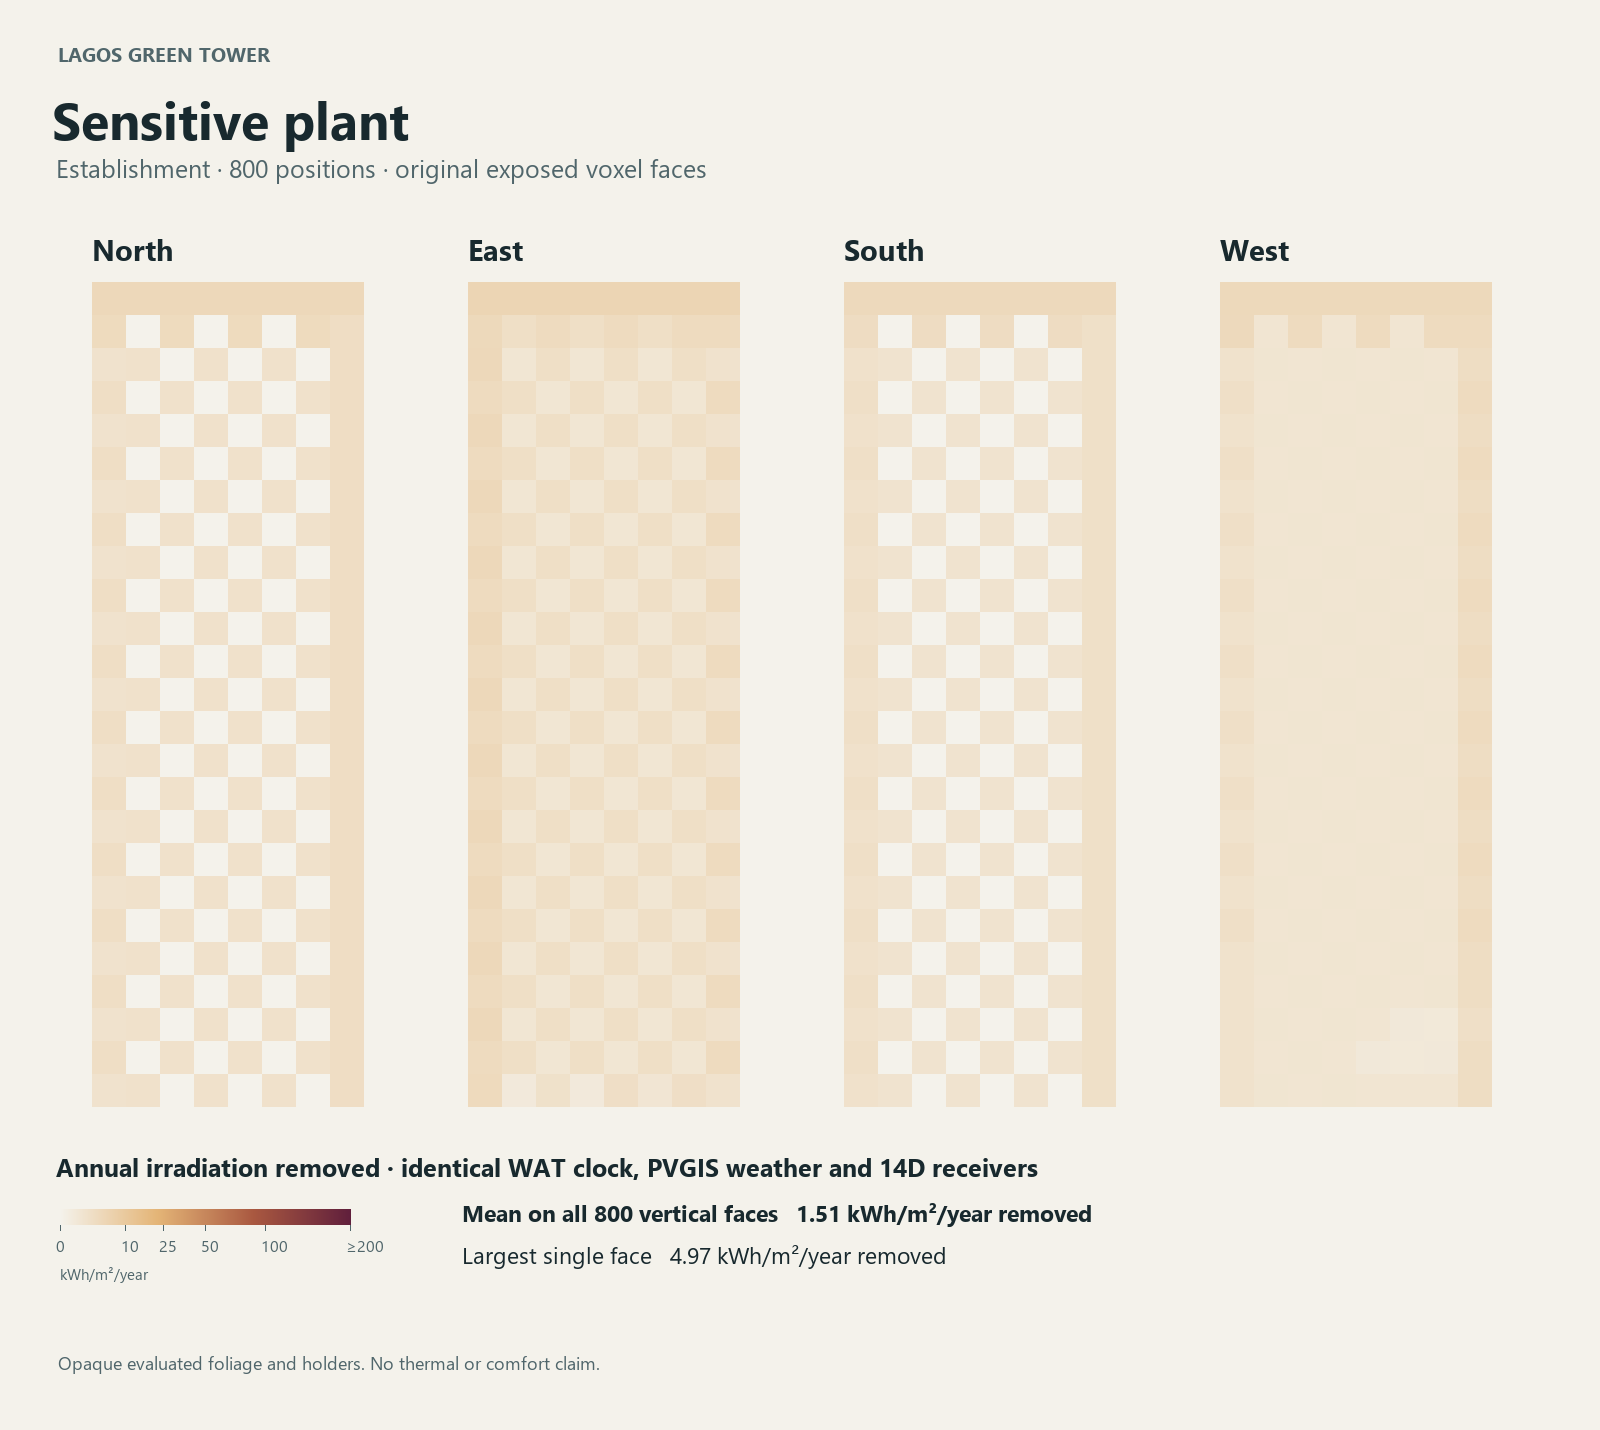 LAGOS GREEN TOWER
Sensitive plant
Establishment · 800 positions · original exposed voxel faces
North East South West
Annual irradiation removed · identical WAT clock, PVGIS weather and 14D receivers
Mean on all 800 vertical faces 1.51 kWh/m²/year removed
0 10 25 50 100 ≥200
Largest single face 4.97 kWh/m²/year removed
kWh/m²/year
Opaque evaluated foliage and holders. No thermal or comfort claim.